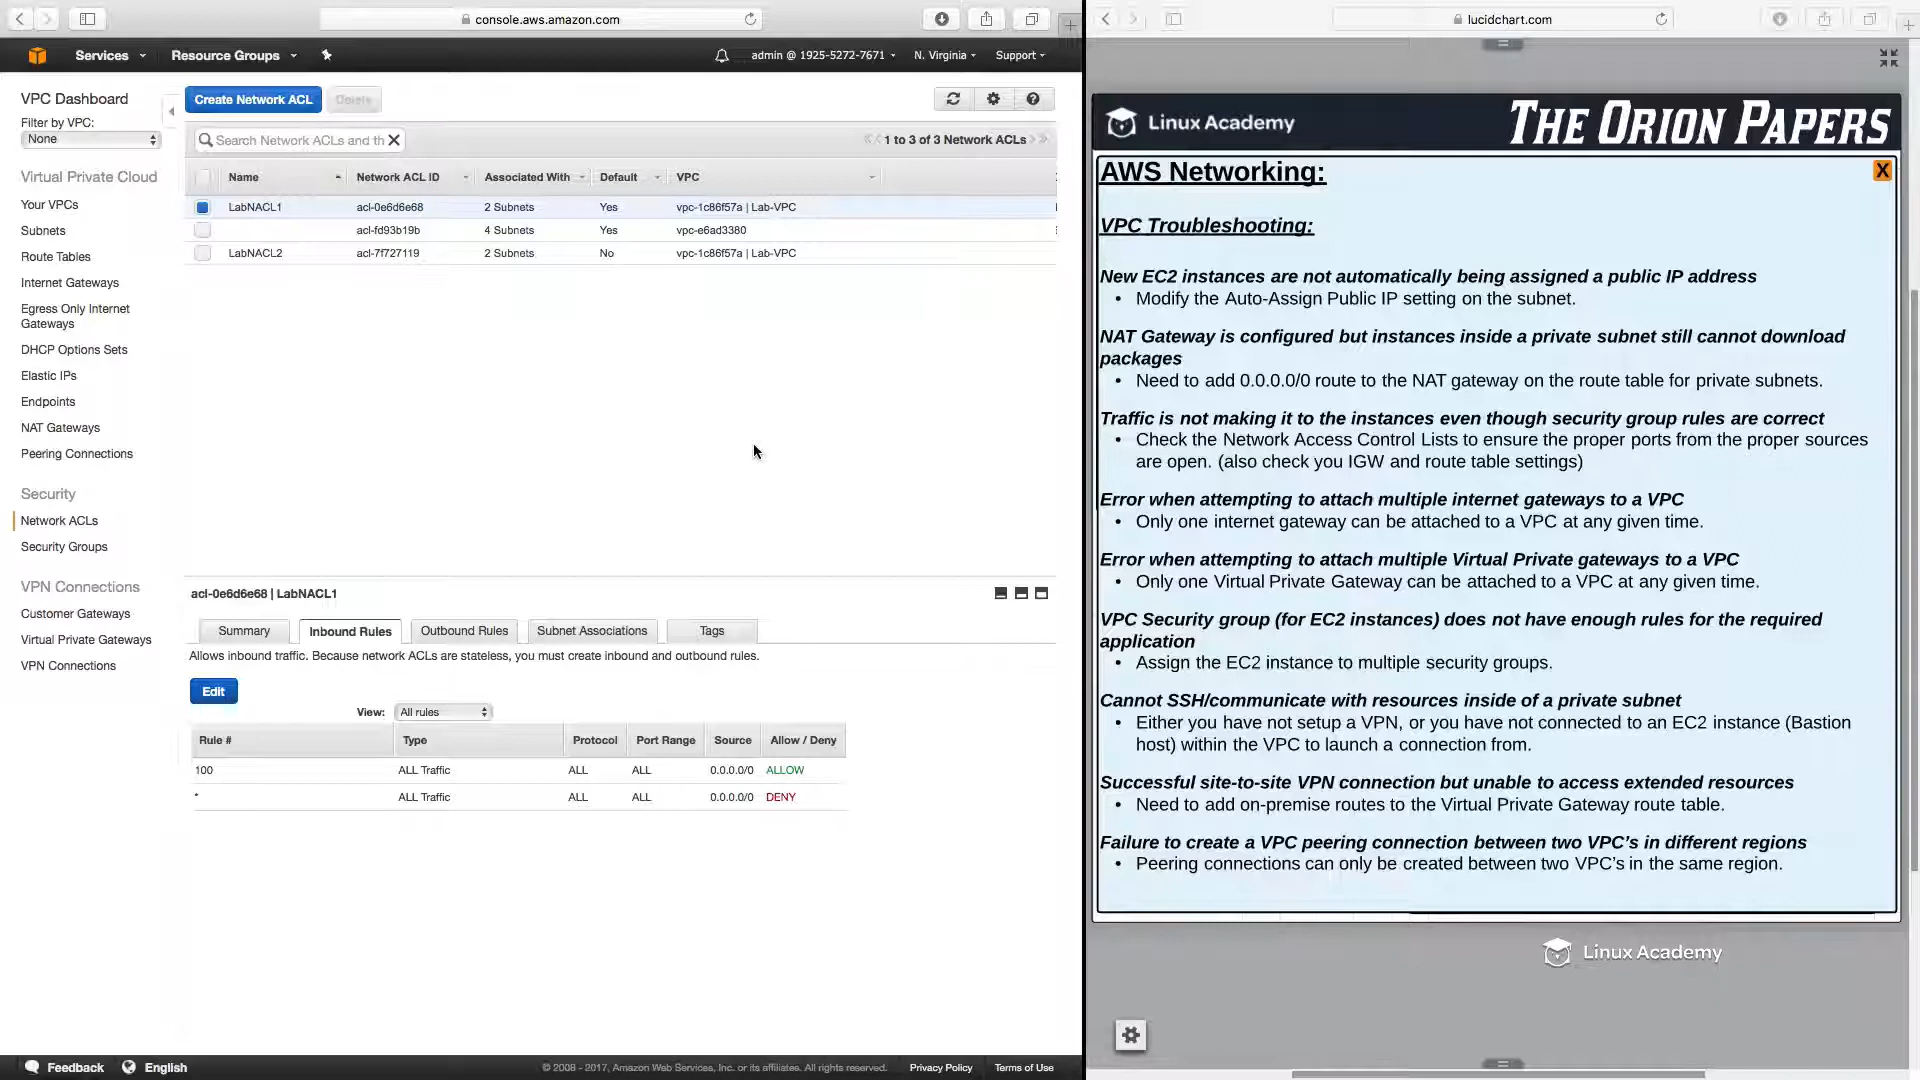 console.aws.amazon.com
Services
Resource Groups
admin @ 1925-5272-7671
N. Virginia
Support
VPC Dashboard
Filter by VPC:
None
Virtual Private Cloud
Your VPCs
Subnets
Route Tables
Internet Gateways
Egress Only Internet
Gateways
DHCP Options Sets
Elastic IPs
Endpoints
NAT Gateways
Peering Connections
Security
Network ACLs
Security Groups
VPN Connections
Customer Gateways
Virtual Private Gateways
VPN Connections
Create Network ACL
Delete
Search Network ACLs and th
1 to 3 of 3 Network ACLs
Name Network ACL ID Associated With Default VPC
LabNACL1 acl-0e6d6e68 2 Subnets Yes vpc-1c86f57a | Lab-VPC
acl-fd93b19b 4 Subnets Yes vpc-e6ad3380
LabNACL2 acl-7f727119 2 Subnets No vpc-1c86f57a | Lab-VPC
acl-0e6d6e68 | LabNACL1
Summary Inbound Rules Outbound Rules Subnet Associations Tags
Allows inbound traffic. Because network ACLs are stateless, you must create inbound and outbound rules.
Edit
View: All rules
Rule # Type Protocol Port Range Source Allow / Deny
100 ALL Traffic ALL ALL 0.0.0.0/0 ALLOW
* ALL Traffic ALL ALL 0.0.0.0/0 DENY
Feedback
English
© 2008 - 2017, Amazon Web Services, Inc. or its affiliates. All rights reserved.
Privacy Policy
Terms of Use
lucidchart.com
Linux Academy
THE ORION PAPERS
AWS Networking:
X
VPC Troubleshooting:
New EC2 instances are not automatically being assigned a public IP address
• Modify the Auto-Assign Public IP setting on the subnet.
NAT Gateway is configured but instances inside a private subnet still cannot download
packages
• Need to add 0.0.0.0/0 route to the NAT gateway on the route table for private subnets.
Traffic is not making it to the instances even though security group rules are correct
• Check the Network Access Control Lists to ensure the proper ports from the proper sources
are open. (also check you IGW and route table settings)
Error when attempting to attach multiple internet gateways to a VPC
• Only one internet gateway can be attached to a VPC at any given time.
Error when attempting to attach multiple Virtual Private gateways to a VPC
• Only one Virtual Private Gateway can be attached to a VPC at any given time.
VPC Security group (for EC2 instances) does not have enough rules for the required
application
• Assign the EC2 instance to multiple security groups.
Cannot SSH/communicate with resources inside of a private subnet
• Either you have not setup a VPN, or you have not connected to an EC2 instance (Bastion
host) within the VPC to launch a connection from.
Successful site-to-site VPN connection but unable to access extended resources
• Need to add on-premise routes to the Virtual Private Gateway route table.
Failure to create a VPC peering connection between two VPC's in different regions
• Peering connections can only be created between two VPC's in the same region.
Linux Academy